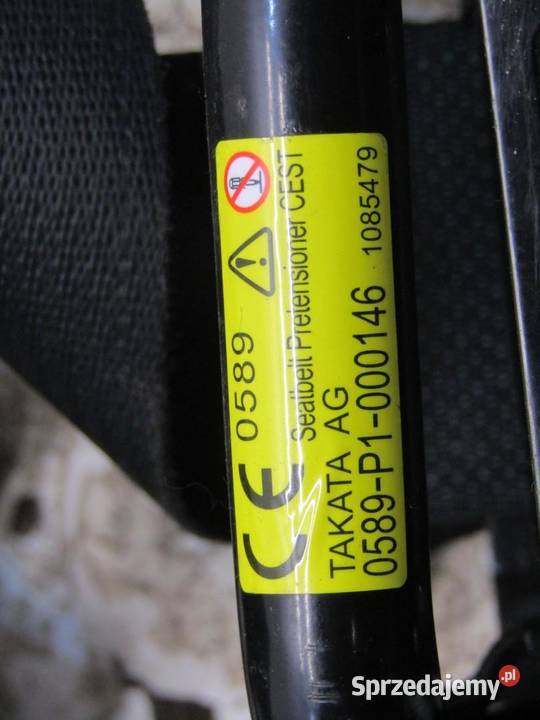 CE 0589
Seatbelt Pretensioner CEST
TAKATA AG
0589-P1-000146 1085479
Sprzedajemy.pl